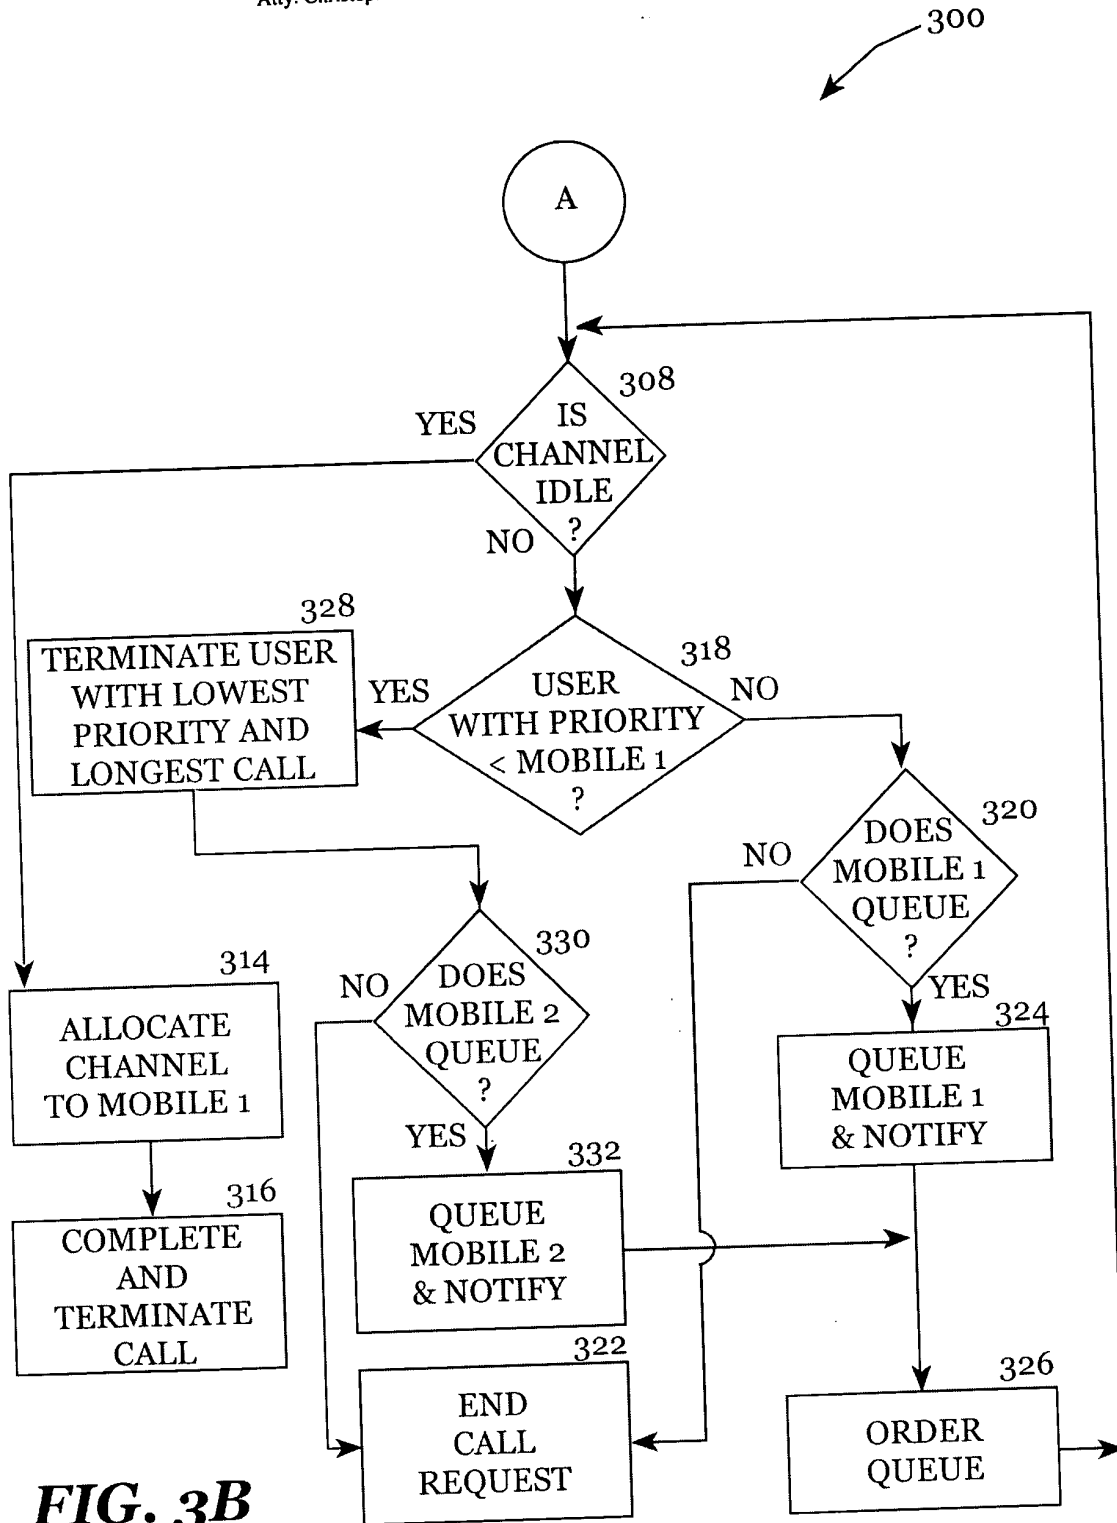 300
A
308
YES
IS
CHANNEL
IDLE
?
NO
328
TERMINATE USER
WITH LOWEST
PRIORITY AND
LONGEST CALL
YES
318
USER
WITH PRIORITY
< MOBILE 1
?
NO
320
DOES
MOBILE 1
QUEUE
?
NO
YES
330
DOES
MOBILE 2
QUEUE
?
NO
YES
314
ALLOCATE
CHANNEL
TO MOBILE 1
324
QUEUE
MOBILE 1
& NOTIFY
332
QUEUE
MOBILE 2
& NOTIFY
316
COMPLETE
AND
TERMINATE
CALL
322
END
CALL
REQUEST
326
ORDER
QUEUE
FIG. 3B